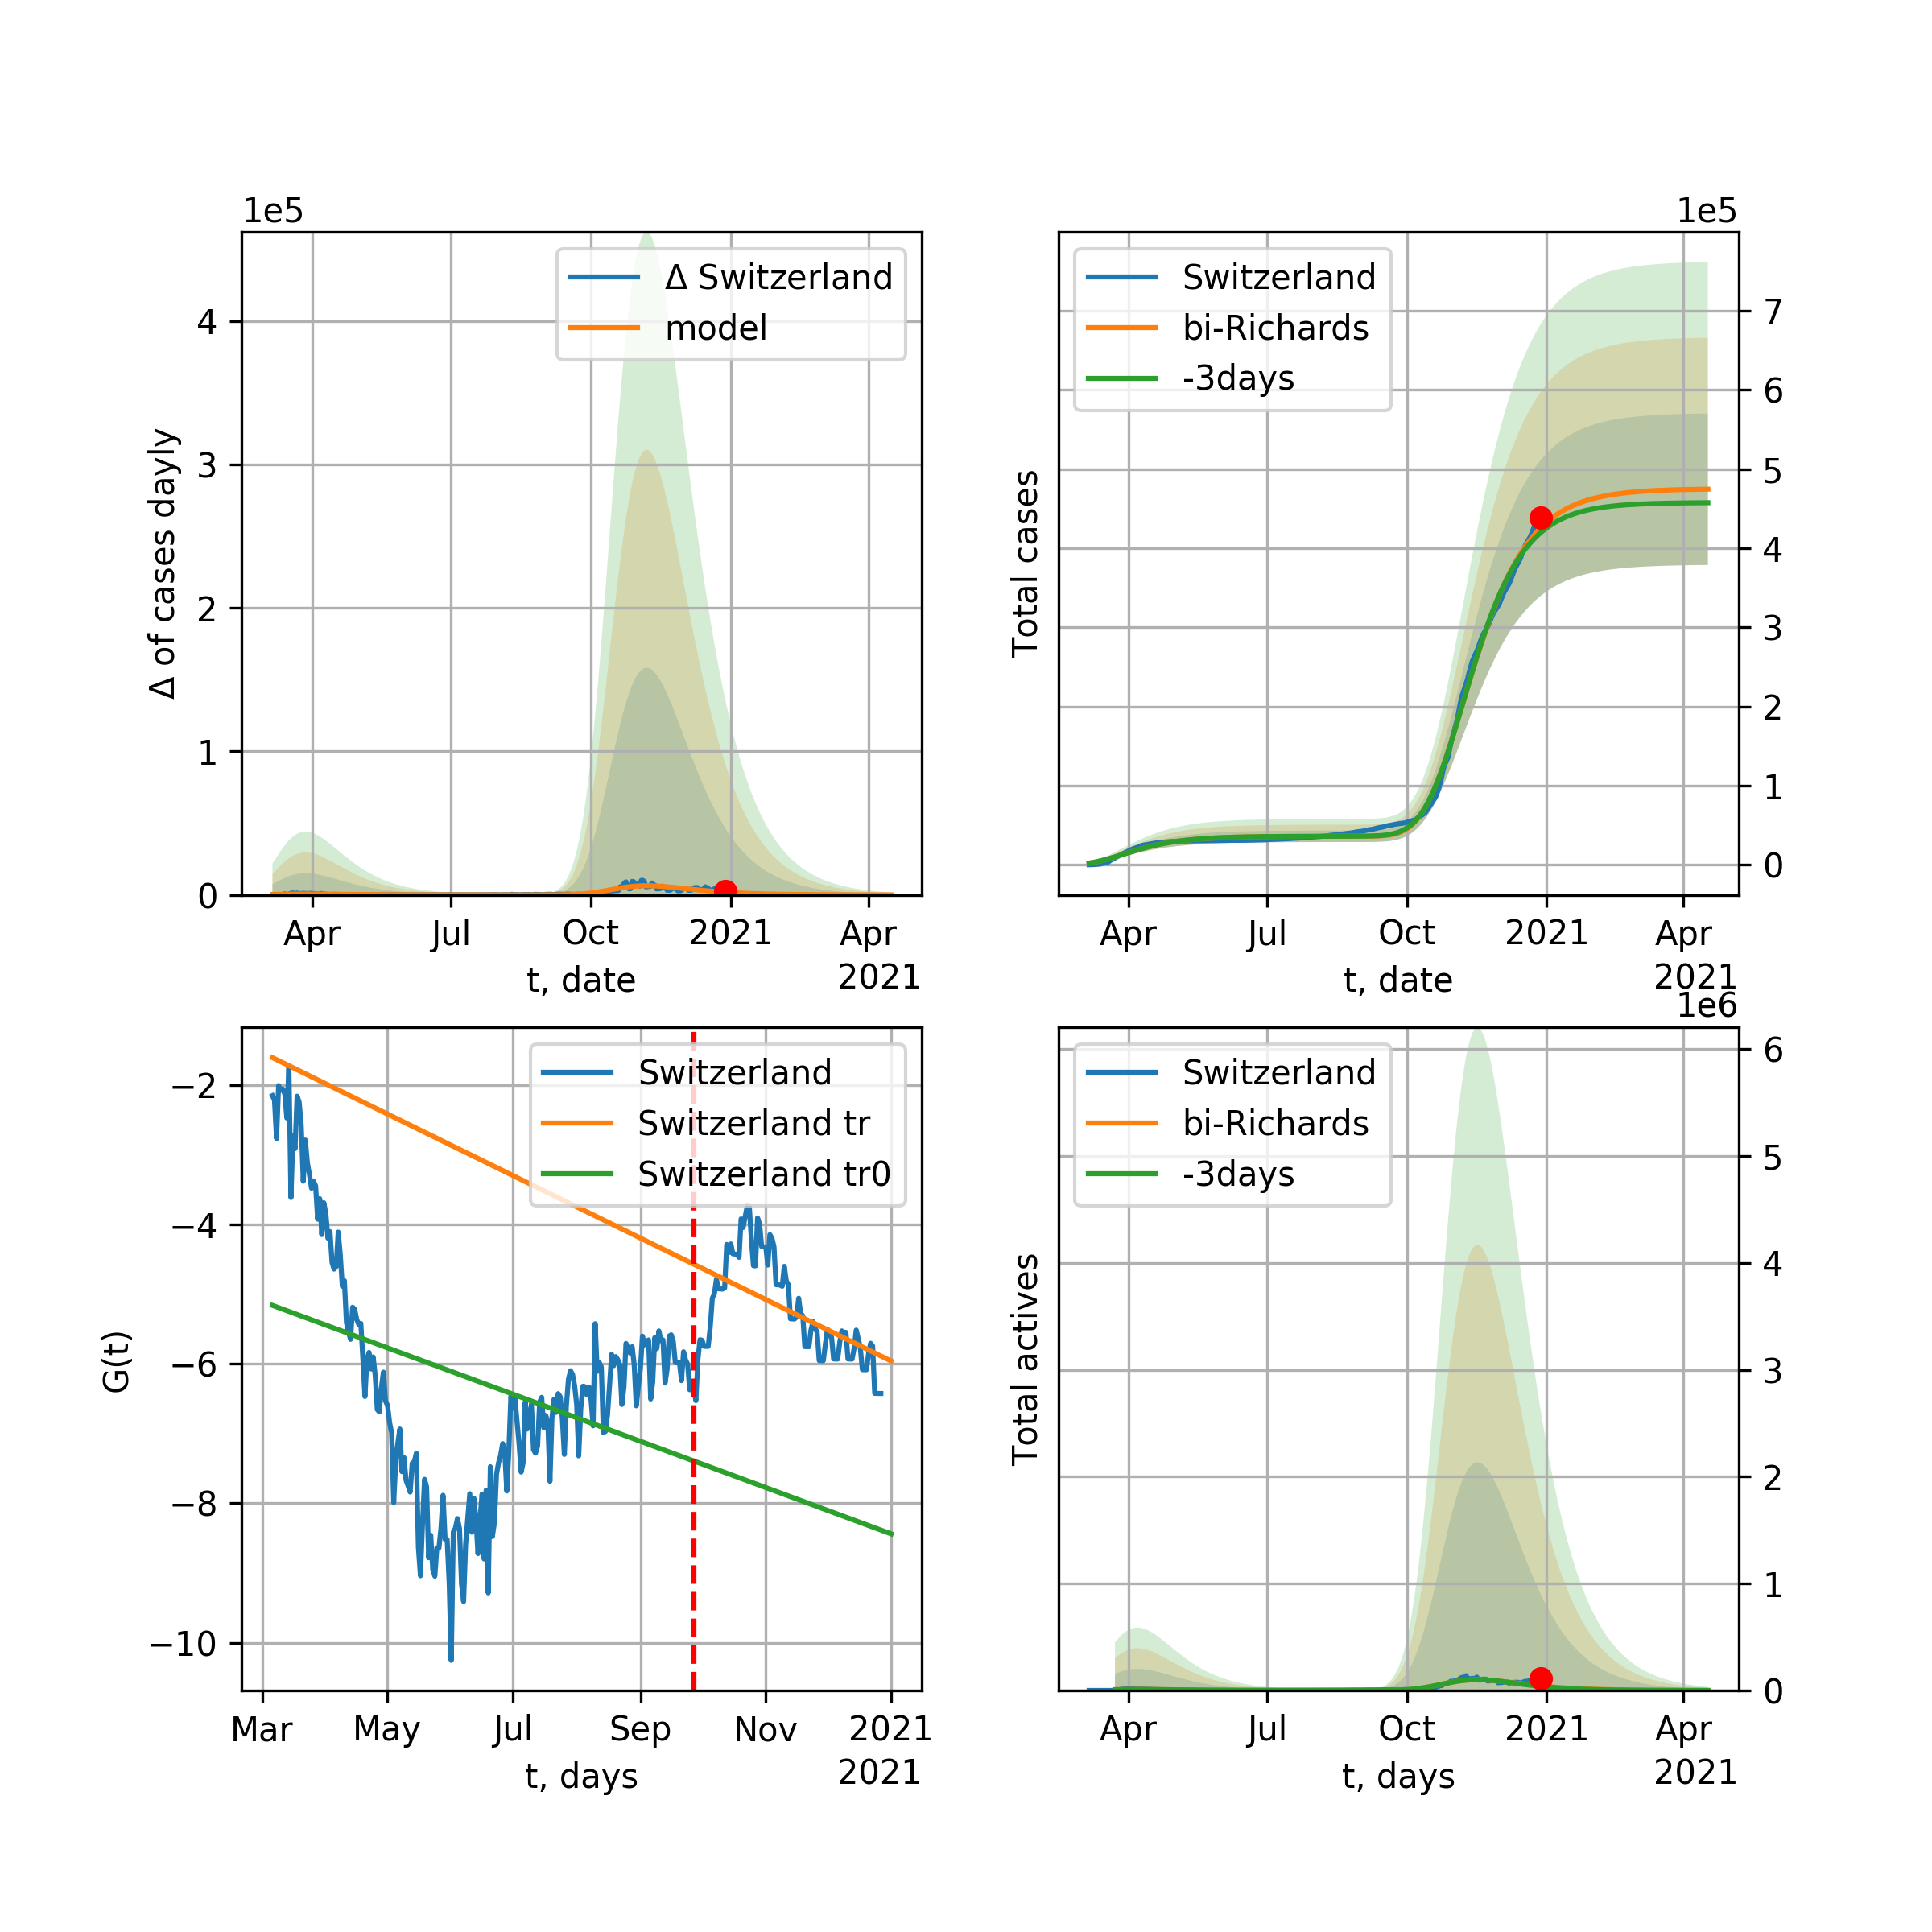 1e5
Δ Switzerland
model
4
3
2
1
0
Δ of cases dayly
Apr
Jul
Oct
2021
Apr
t, date
2021
1e5
Switzerland
bi-Richards
-3days
7
6
5
4
3
2
1
0
Total cases
Apr
Jul
Oct
2021
Apr
t, date
2021
Switzerland
Switzerland tr
Switzerland tr0
−2
−4
−6
−8
−10
G(t)
Mar
May
Jul
Sep
Nov
2021
t, days
2021
1e6
Switzerland
bi-Richards
-3days
6
5
4
3
2
1
0
Total actives
Apr
Jul
Oct
2021
Apr
t, days
2021